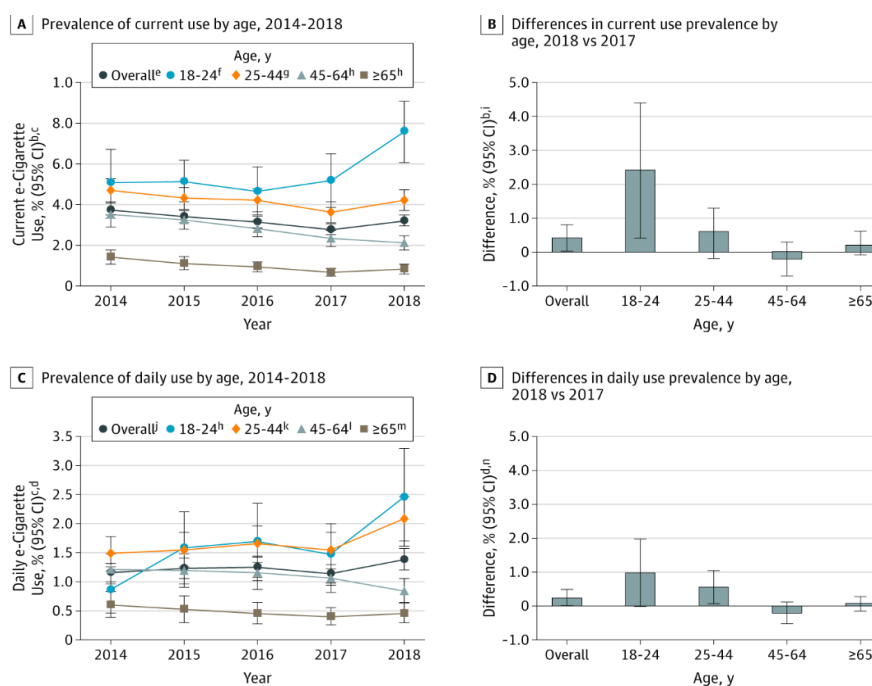 A Prevalence of current use by age, 2014-2018
Age, y
Overallᵉ 18-24ᶠ 25-44ᵍ 45-64ʰ ≥65ʰ
1.0
8.0
6.0
4.0
2.0
0
Current e-Cigarette
Use, % (95% CI)ᵇ,ᶜ
2014 2015 2016 2017 2018
Year
B Differences in current use prevalence by
age, 2018 vs 2017
5.0
4.0
3.0
2.0
1.0
0
-1.0
Difference, % (95% CI)ᵇ,ⁱ
Overall 18-24 25-44 45-64 ≥65
Age, y
C Prevalence of daily use by age, 2014-2018
Age, y
Overallʲ 18-24ʰ 25-44ᵏ 45-64ˡ ≥65ᵐ
3.5
3.0
2.5
2.0
1.5
1.0
0.5
0
Daily e-Cigarette
Use, % (95% CI)ᶜ,ᵈ
2014 2015 2016 2017 2018
Year
D Differences in daily use prevalence by age,
2018 vs 2017
5.0
4.0
3.0
2.0
1.0
0
-1.0
Difference, % (95% CI)ᵈ,ⁿ
Overall 18-24 25-44 45-64 ≥65
Age, y